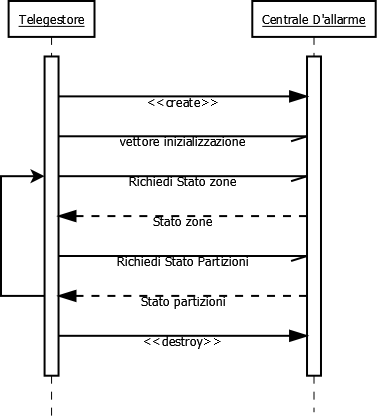 Telegestore
Centrale D'allarme
<<create>>
vettore inizializzazione
Richiedi Stato zone
Stato zone
Richiedi Stato Partizioni
Stato partizioni
<<destroy>>